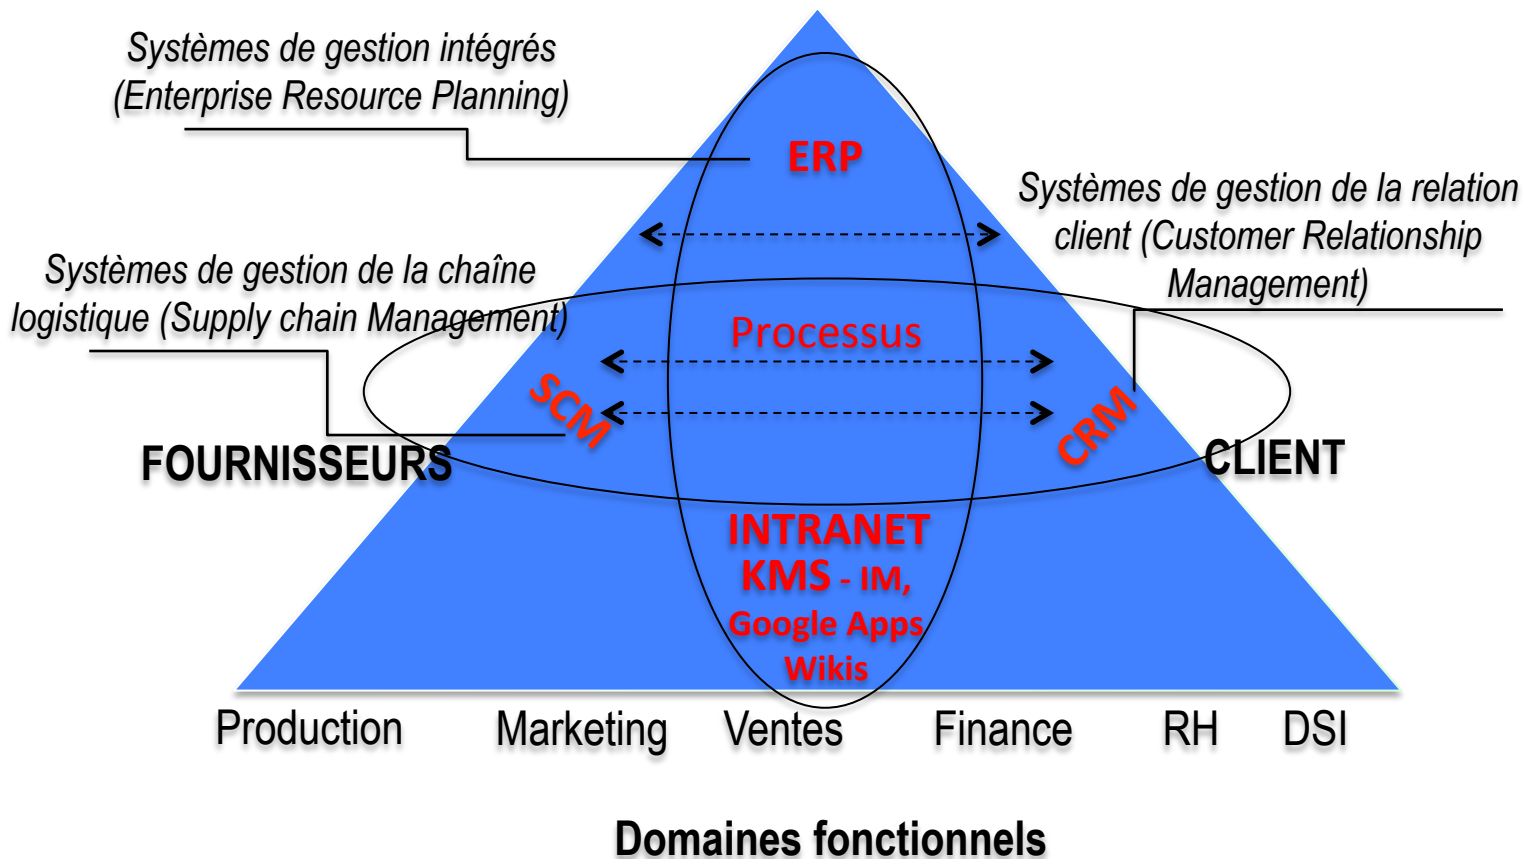 Systèmes de gestion intégrés
(Enterprise Resource Planning)
ERP
Systèmes de gestion de la relation
client (Customer Relationship
Management)
Systèmes de gestion de la chaîne
logistique (Supply chain Management)
Processus
SCM
CRM
FOURNISSEURS
CLIENT
INTRANET
KMS - IM,
Google Apps
Wikis
Production Marketing Ventes Finance RH DSI
Domaines fonctionnels